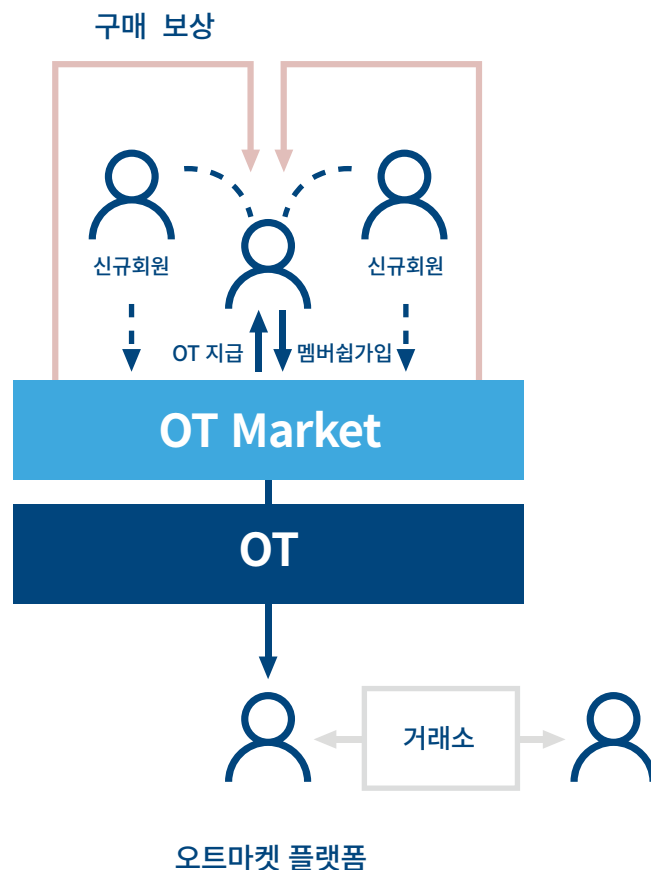 구매 보상
신규회원
신규회원
OT 지급
멤버쉽가입
OT Market
OT
거래소
오트마켓 플랫폼